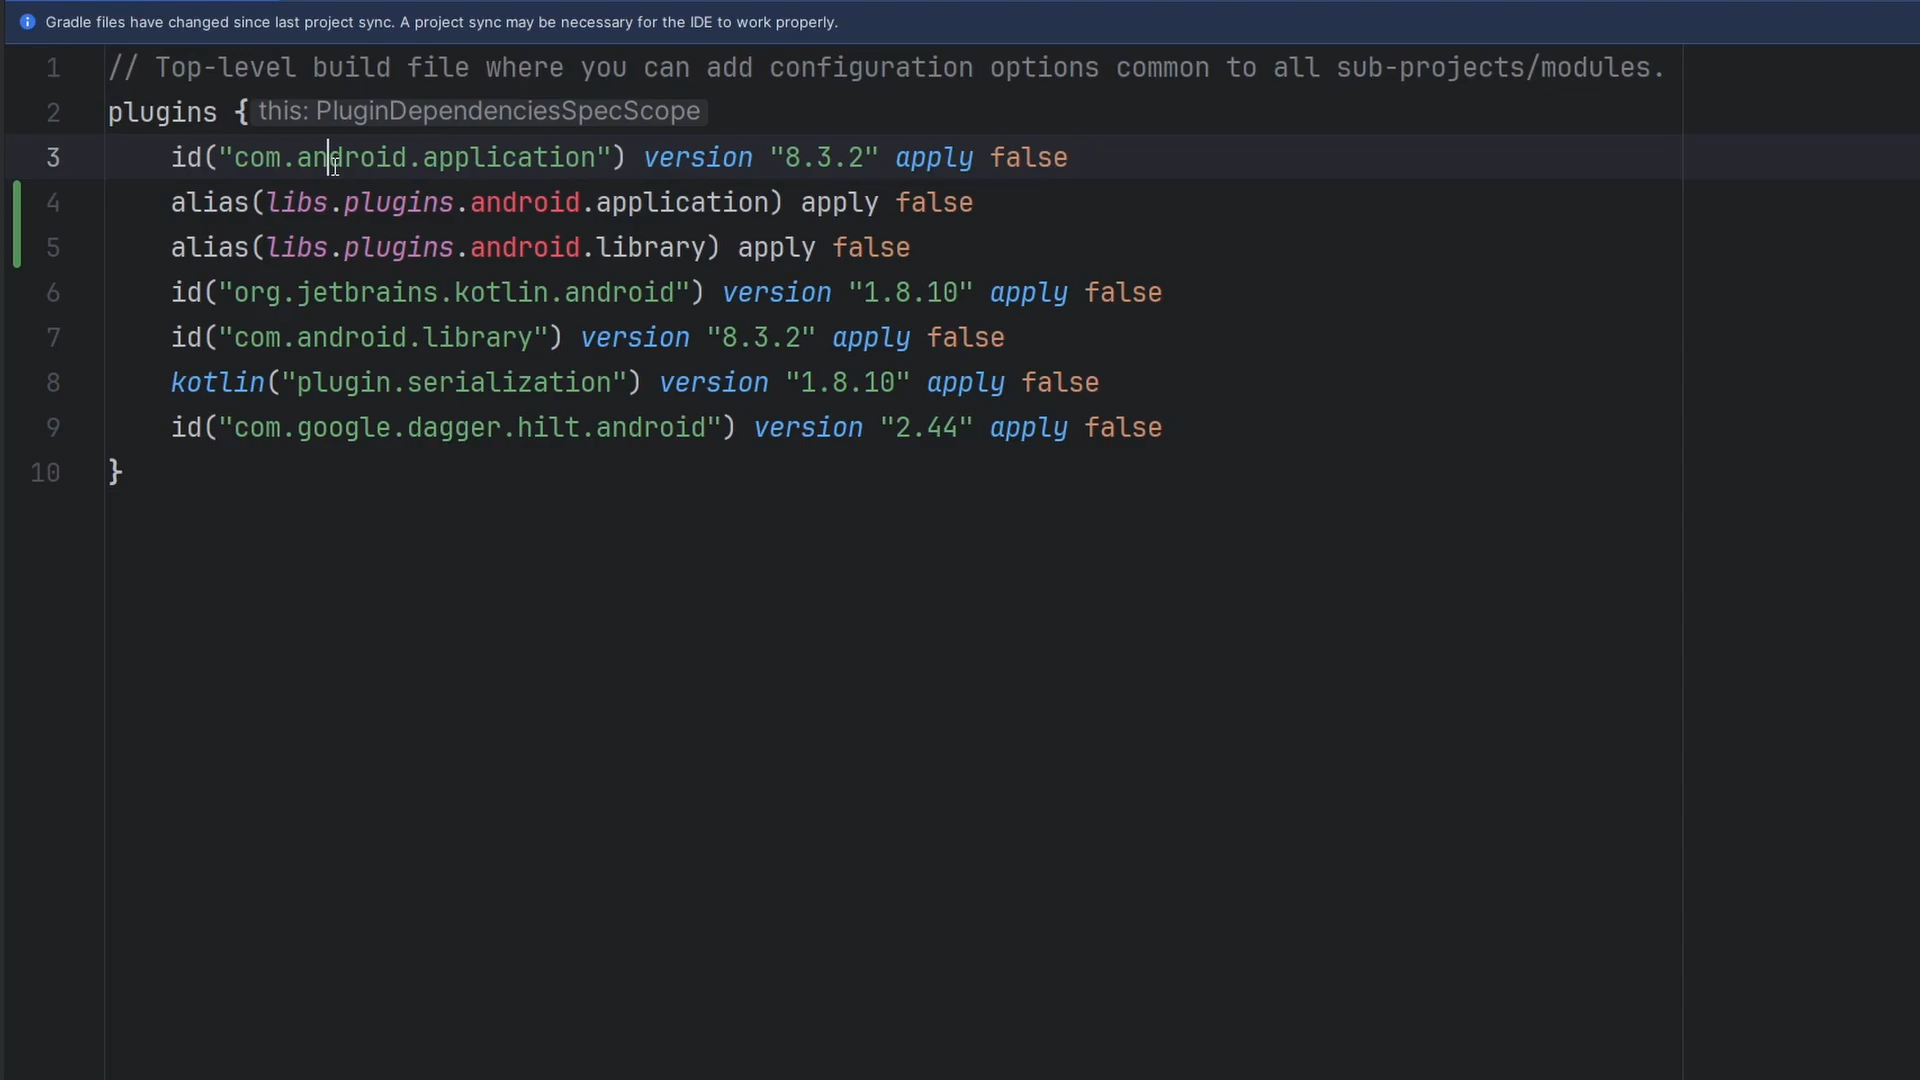 Gradle files have changed since last project sync. A project sync may be necessary for the IDE to work properly.
1 // Top-level build file where you can add configuration options common to all sub-projects/modules.
2 plugins { this: PluginDependenciesSpecScope
3 id("com.android.application") version "8.3.2" apply false
4 alias(libs.plugins.android.application) apply false
5 alias(libs.plugins.android.library) apply false
6 id("org.jetbrains.kotlin.android") version "1.8.10" apply false
7 id("com.android.library") version "8.3.2" apply false
8 kotlin("plugin.serialization") version "1.8.10" apply false
9 id("com.google.dagger.hilt.android") version "2.44" apply false
10 }